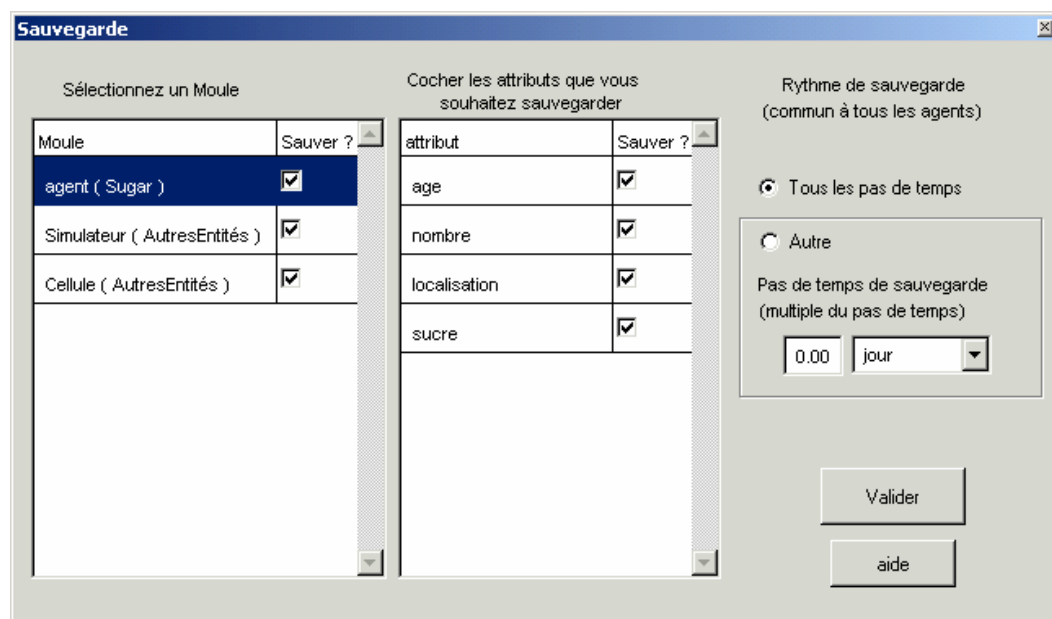 Sauvegarde
Sélectionnez un Moule
Moule
Sauver ?
agent ( Sugar )
Simulateur ( AutresEntités )
Cellule ( AutresEntités )
Cocher les attributs que vous
souhaitez sauvegarder
attribut
Sauver ?
age
nombre
localisation
sucre
Rythme de sauvegarde
(commun à tous les agents)
Tous les pas de temps
Autre
Pas de temps de sauvegarde
(multiple du pas de temps)
0.00
jour
Valider
aide